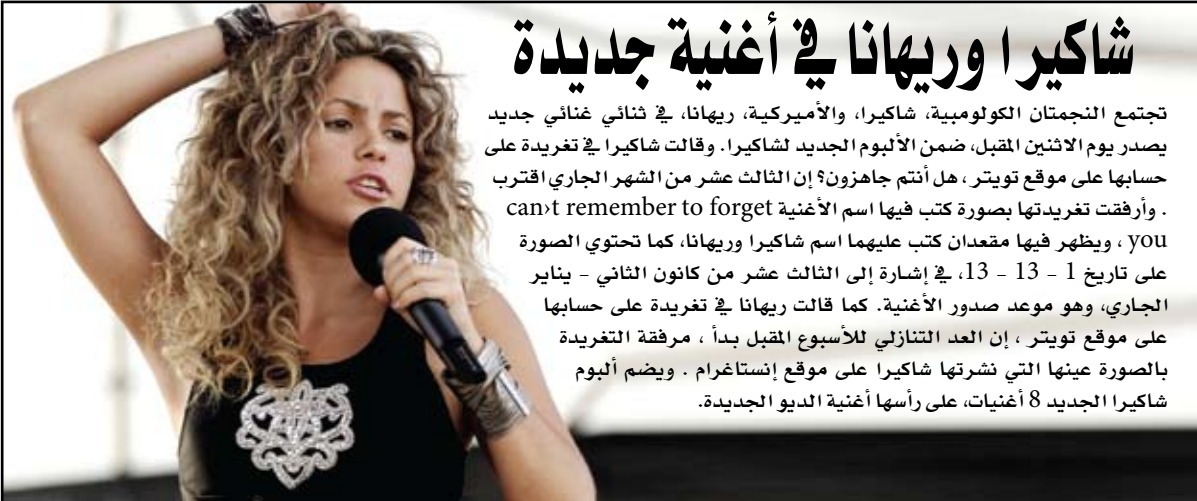 شاكيرا وريهانا في أغنية جديدة
تجتمع النجمتان الكولومبية، شاكيرا، والأميركية، ريهانا، في ثنائي غنائي جديد
يصدر يوم الاثنين المقبل، ضمن الألبوم الجديد لشاكيرا. وقالت شاكيرا في تغريدة على
حسابها على موقع تويتر ، هل أنتم جاهزون؟ إن الثالث عشر من الشهر الجاري اقترب
. وأرفقت تغريدتها بصورة كتب فيها اسم الأغنية can›t remember to forget
you ، ويظهر فيها مقعدان كتب عليهما اسم شاكيرا وريهانا، كما تحتوي الصورة
على تاريخ 1 - 13 - 13، في إشارة إلى الثالث عشر من كانون الثاني - يناير
الجاري، وهو موعد صدور الأغنية. كما قالت ريهانا في تغريدة على حسابها
على موقع تويتر ، إن العد التنازلي للأسبوع المقبل بدأ ، مرفقة التغريدة
بالصورة عينها التي نشرتها شاكيرا على موقع إنستاغرام . ويضم ألبوم
شاكيرا الجديد 8 أغنيات، على رأسها أغنية الديو الجديدة.